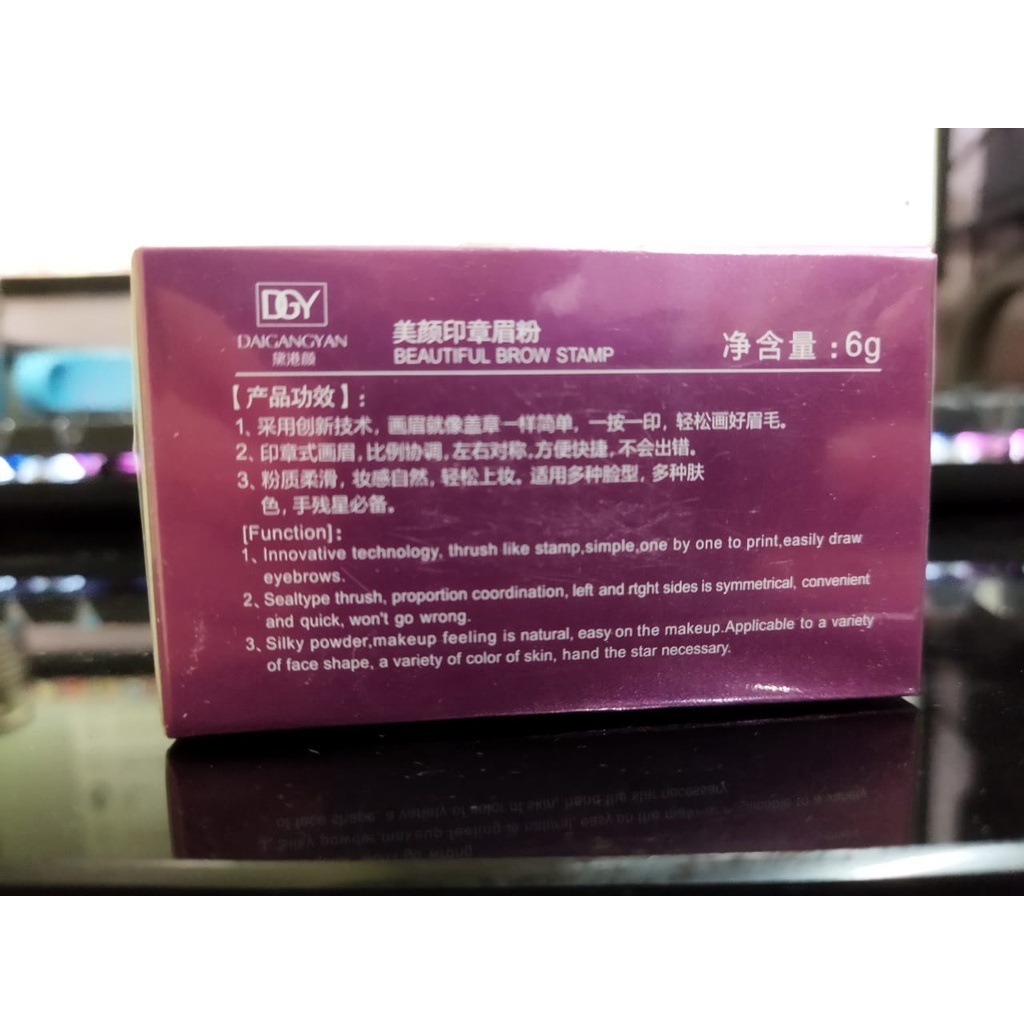 DGY
DAIGANGYAN
黛港颜
美颜印章眉粉
BEAUTIFUL BROW STAMP
净含量：6g
【产品功效】：
1、采用创新技术，画眉就像盖章一样简单，一按一印，轻松画好眉毛。
2、印章式画眉，比例协调，左右对称，方便快捷，不会出错。
3、粉质柔滑，妆感自然，轻松上妆。适用多种脸型，多种肤
色，手残星必备。
[Function]：
1、Innovative technology, thrush like stamp,simple,one by one to print,easily draw
eyebrows.
2、Sealtype thrush, proportion coordination, left and rtght sides is symmetrical, convenient
and quick, won't go wrong.
3、Silky powder,makeup feeling is natural, easy on the makeup.Applicable to a variety
of face shape, a variety of color of skin, hand the star necessary.